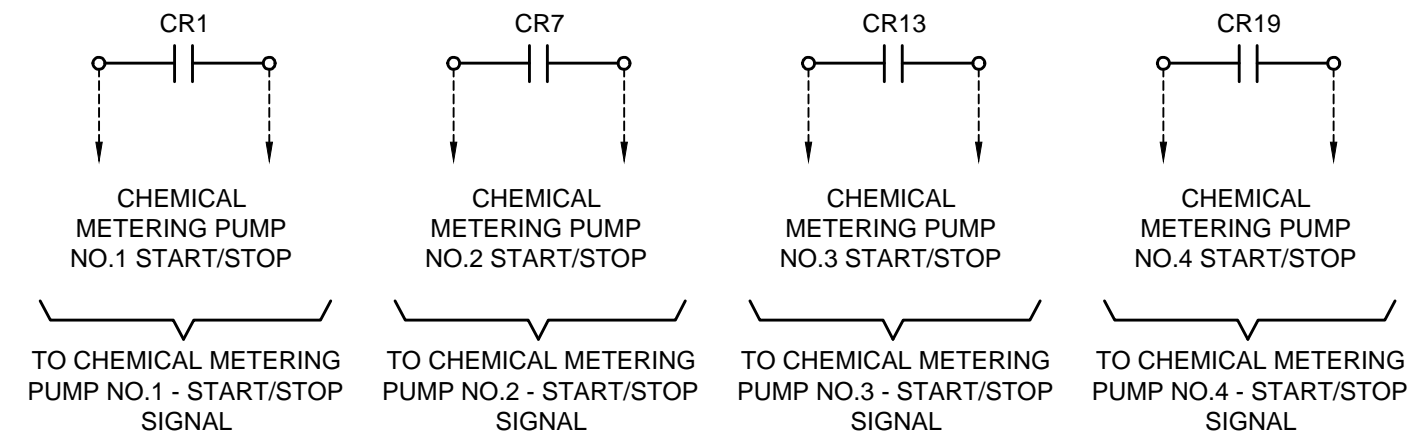 CR1
CHEMICAL
METERING PUMP
NO.1 START/STOP
TO CHEMICAL METERING
PUMP NO.1 - START/STOP
SIGNAL
CR7
CHEMICAL
METERING PUMP
NO.2 START/STOP
TO CHEMICAL METERING
PUMP NO.2 - START/STOP
SIGNAL
CR13
CHEMICAL
METERING PUMP
NO.3 START/STOP
TO CHEMICAL METERING
PUMP NO.3 - START/STOP
SIGNAL
CR19
CHEMICAL
METERING PUMP
NO.4 START/STOP
TO CHEMICAL METERING
PUMP NO.4 - START/STOP
SIGNAL